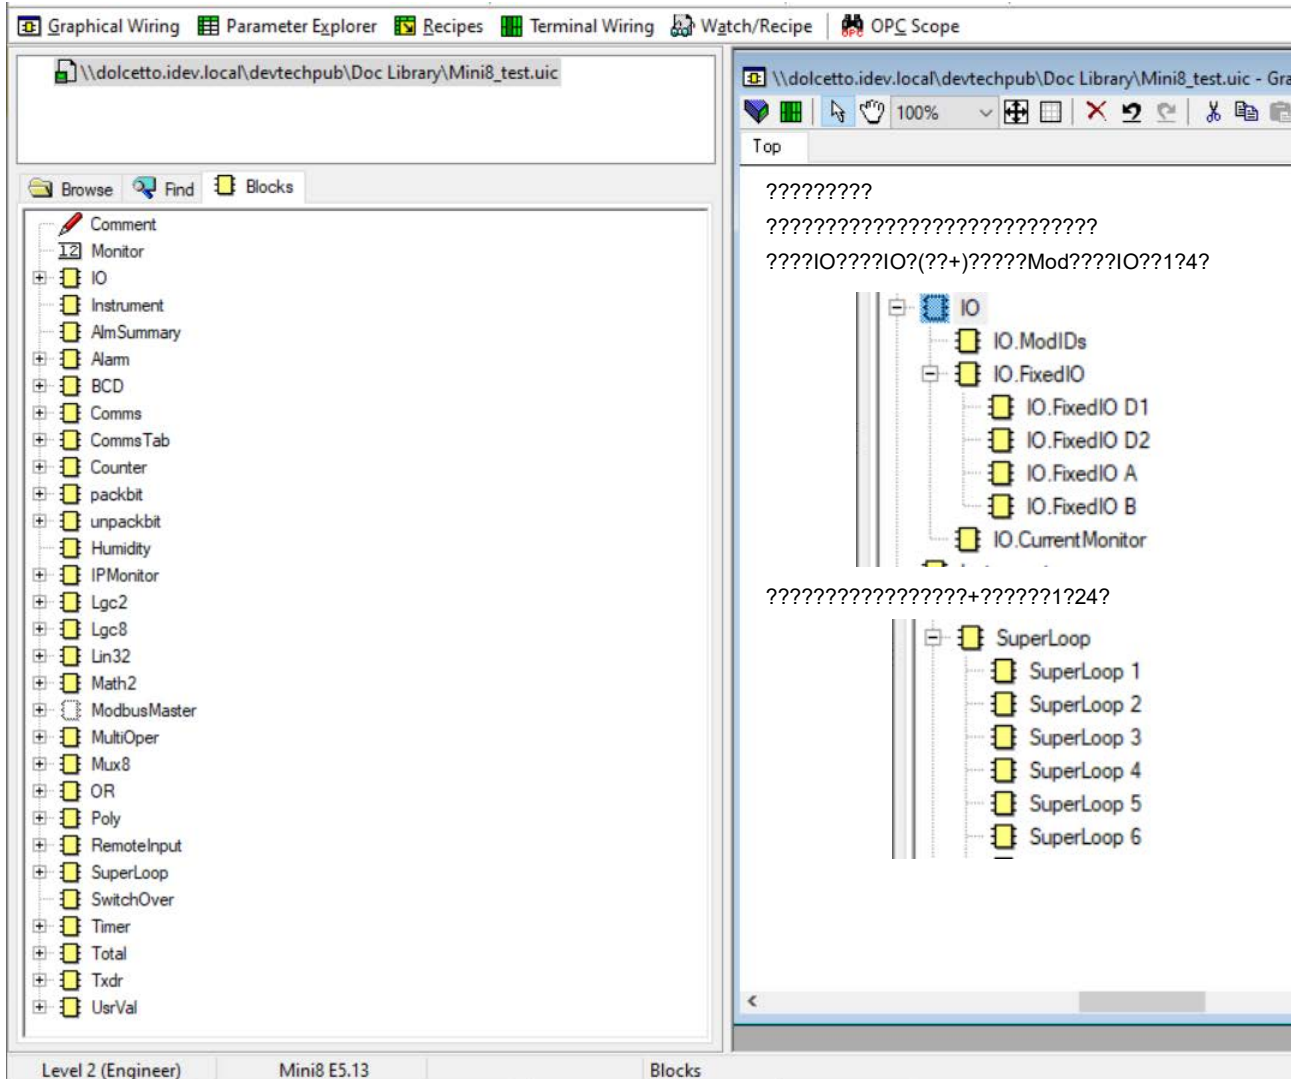 Graphical Wiring Parameter Explorer Recipes Terminal Wiring Watch/Recipe OPC Scope
\\dolcetto.idev.local\devtechpub\Doc Library\Mini8_test.uic
Browse Find Blocks
Comment
12 Monitor
IO
Instrument
AlmSummary
Alarm
BCD
Comms
CommsTab
Counter
packbit
unpackbit
Humidity
IPMonitor
Lgc2
Lgc8
Lin32
Math2
ModbusMaster
MultiOper
Mux8
OR
Poly
RemoteInput
SuperLoop
SwitchOver
Timer
Total
Txdr
UsrVal
\\dolcetto.idev.local\devtechpub\Doc Library\Mini8_test.uic - Gra
100%
Top
?????????
????????????????????????????
????IO????IO?(??+)?????Mod????IO??1?4?
IO
IO.ModIDs
IO.FixedIO
IO.FixedIO D1
IO.FixedIO D2
IO.FixedIO A
IO.FixedIO B
IO.CurrentMonitor
?????????????????+??????1?24?
SuperLoop
SuperLoop 1
SuperLoop 2
SuperLoop 3
SuperLoop 4
SuperLoop 5
SuperLoop 6
Level 2 (Engineer) Mini8 E5.13 Blocks